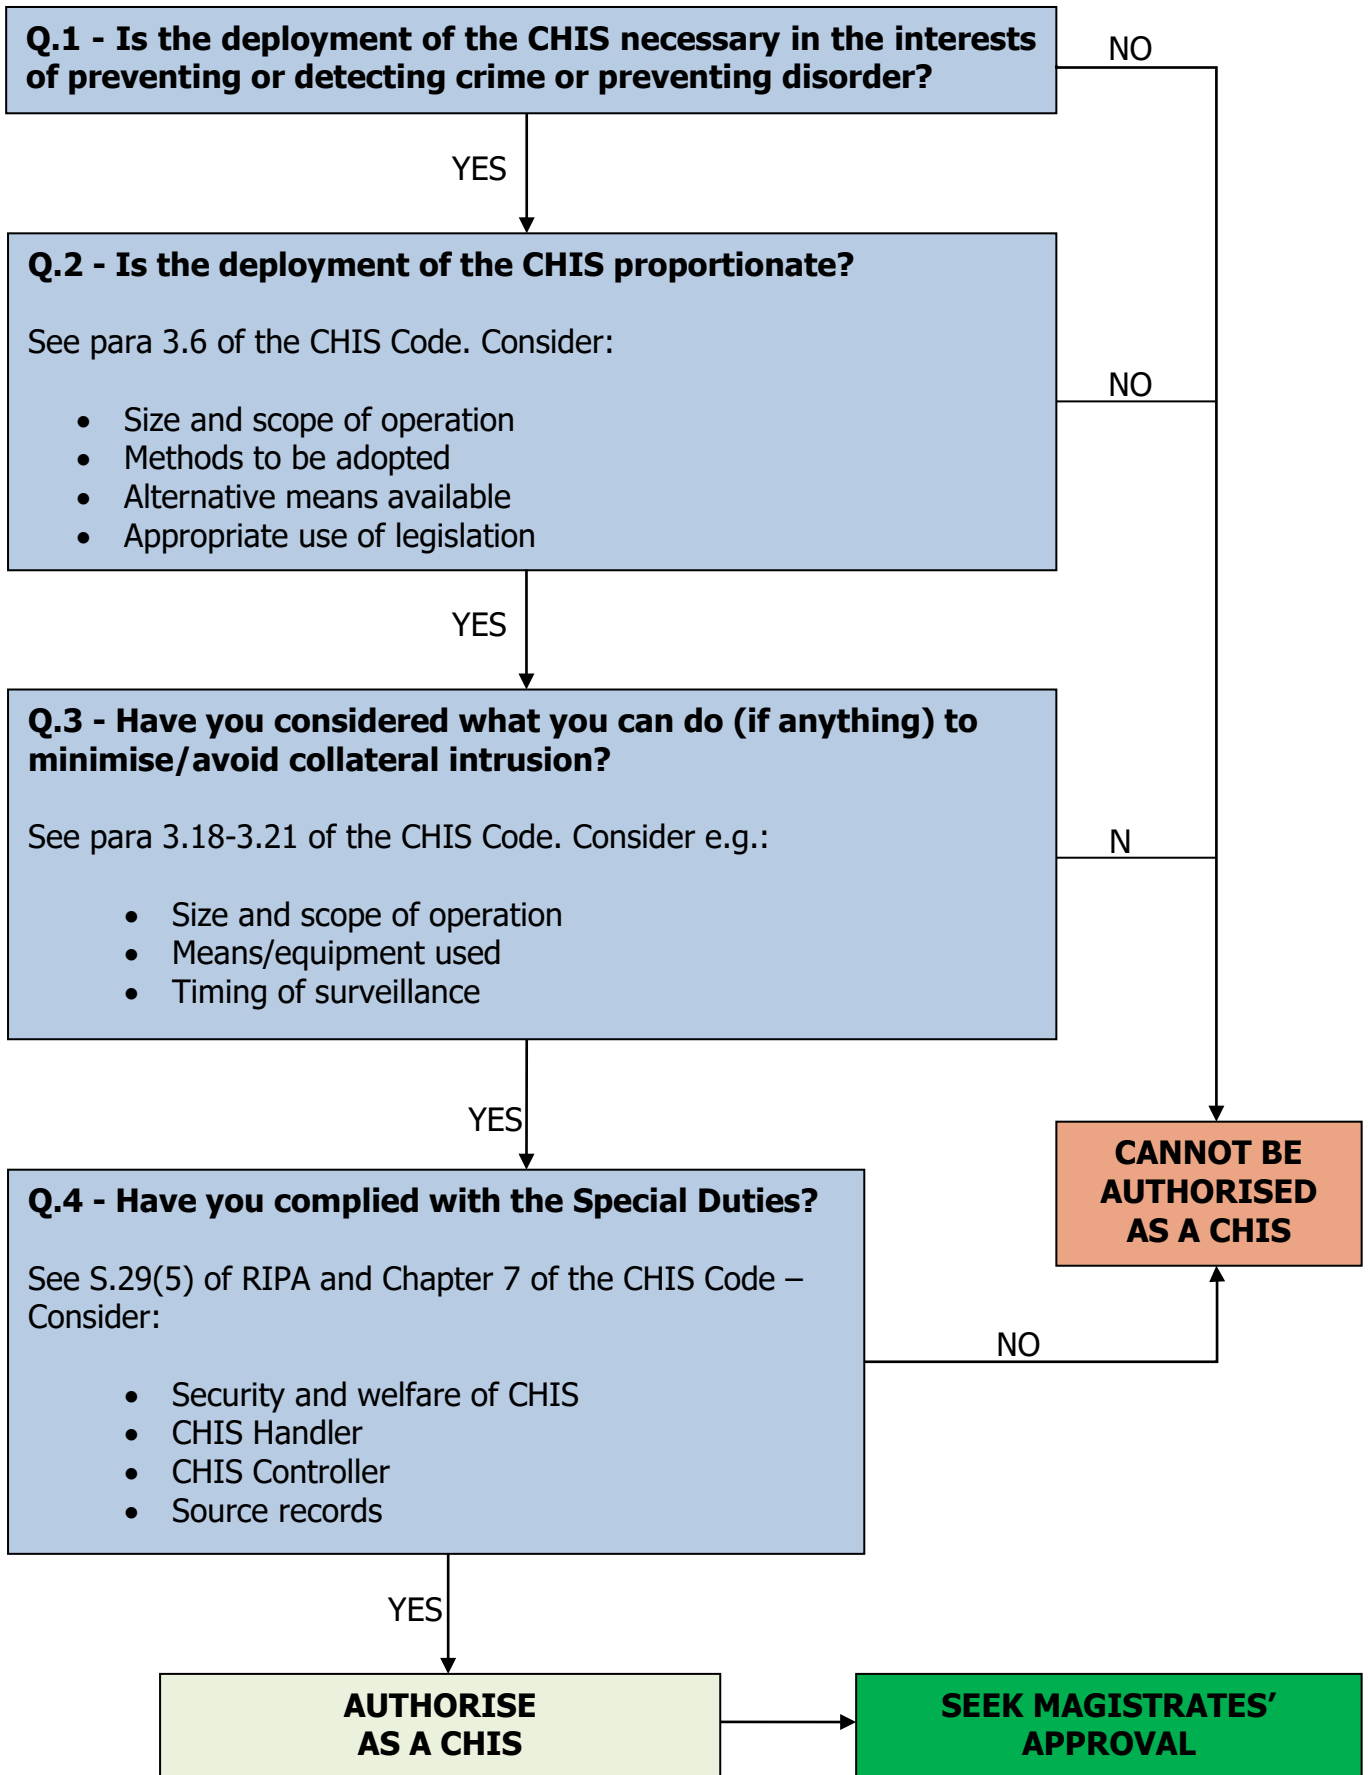 Q.1 - Is the deployment of the CHIS necessary in the interests
of preventing or detecting crime or preventing disorder?
NO
YES
Q.2 - Is the deployment of the CHIS proportionate?
See para 3.6 of the CHIS Code. Consider:
• Size and scope of operation
• Methods to be adopted
• Alternative means available
• Appropriate use of legislation
NO
YES
Q.3 - Have you considered what you can do (if anything) to
minimise/avoid collateral intrusion?
See para 3.18-3.21 of the CHIS Code. Consider e.g.:
• Size and scope of operation
• Means/equipment used
• Timing of surveillance
N
YES
CANNOT BE
AUTHORISED
AS A CHIS
Q.4 - Have you complied with the Special Duties?
See S.29(5) of RIPA and Chapter 7 of the CHIS Code –
Consider:
• Security and welfare of CHIS
• CHIS Handler
• CHIS Controller
• Source records
NO
YES
AUTHORISE
AS A CHIS
SEEK MAGISTRATES’
APPROVAL